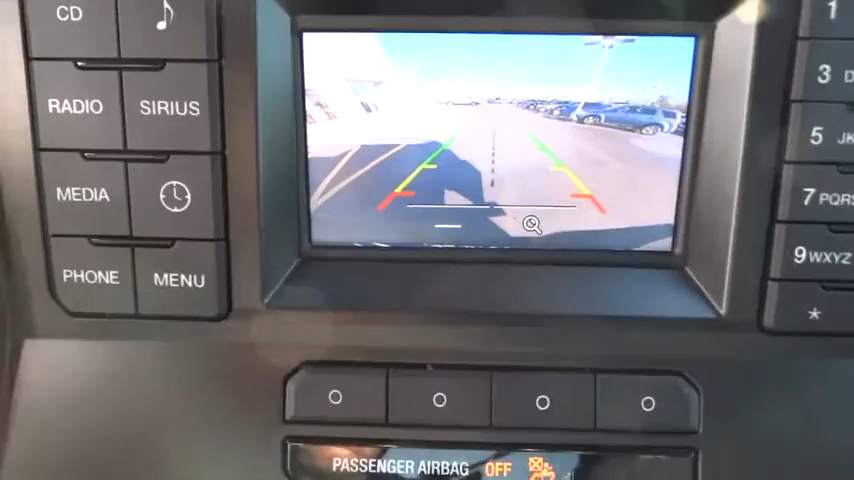 CD
1
RADIO SIRIUS
3 D
MEDIA
5 JK
7 PQRS
PHONE MENU
9 WXYZ
*
PASSENGER AIRBAG OFF